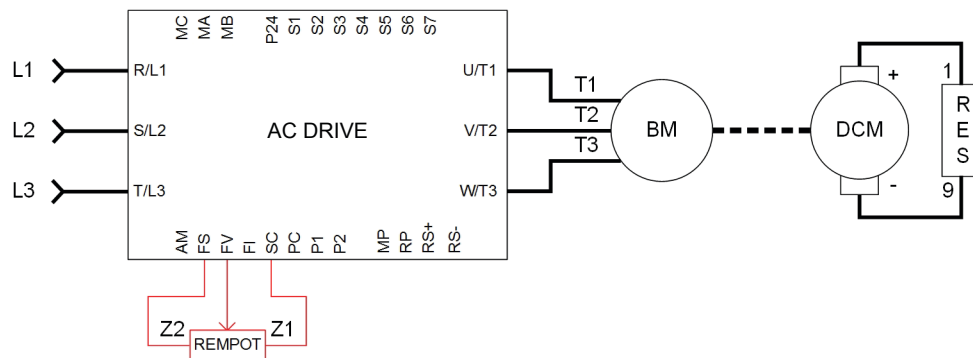 MC MA MB P24 S1 S2 S3 S4 S5 S6 S7
L1 R/L1 U/T1 T1 + 1
L2 S/L2 AC DRIVE V/T2 T2 BM DCM RES
L3 T/L3 W/T3 T3 - 9
AM FS FV FI SC PC P1 P2 MP RP RS+ RS-
Z2 REMPOT Z1